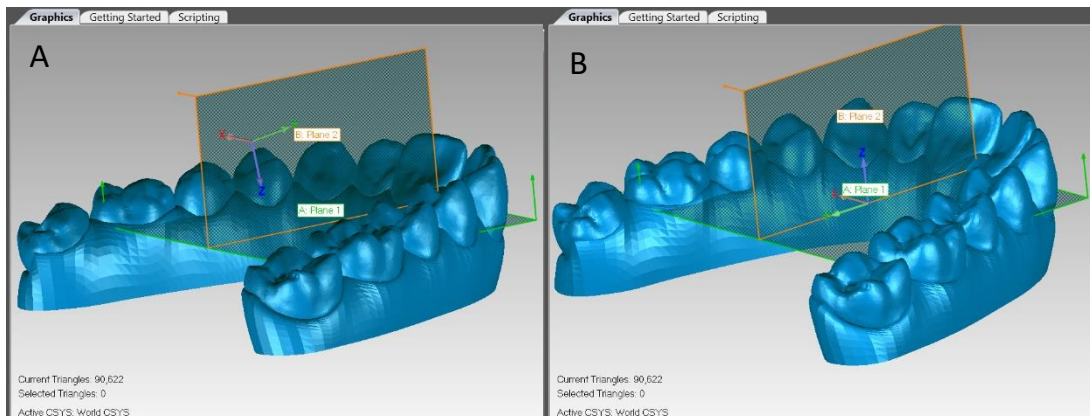 Graphics Getting Started Scripting
A
X
Z
B: Plane 2
A: Plane 1
Current Triangles: 90,622
Selected Triangles: 0
Active CSYS: World CSYS
Graphics Getting Started Scripting
B
B: Plane 2
Z
A: Plane 1
X
Current Triangles: 90,622
Selected Triangles: 0
Active CSYS: World CSYS